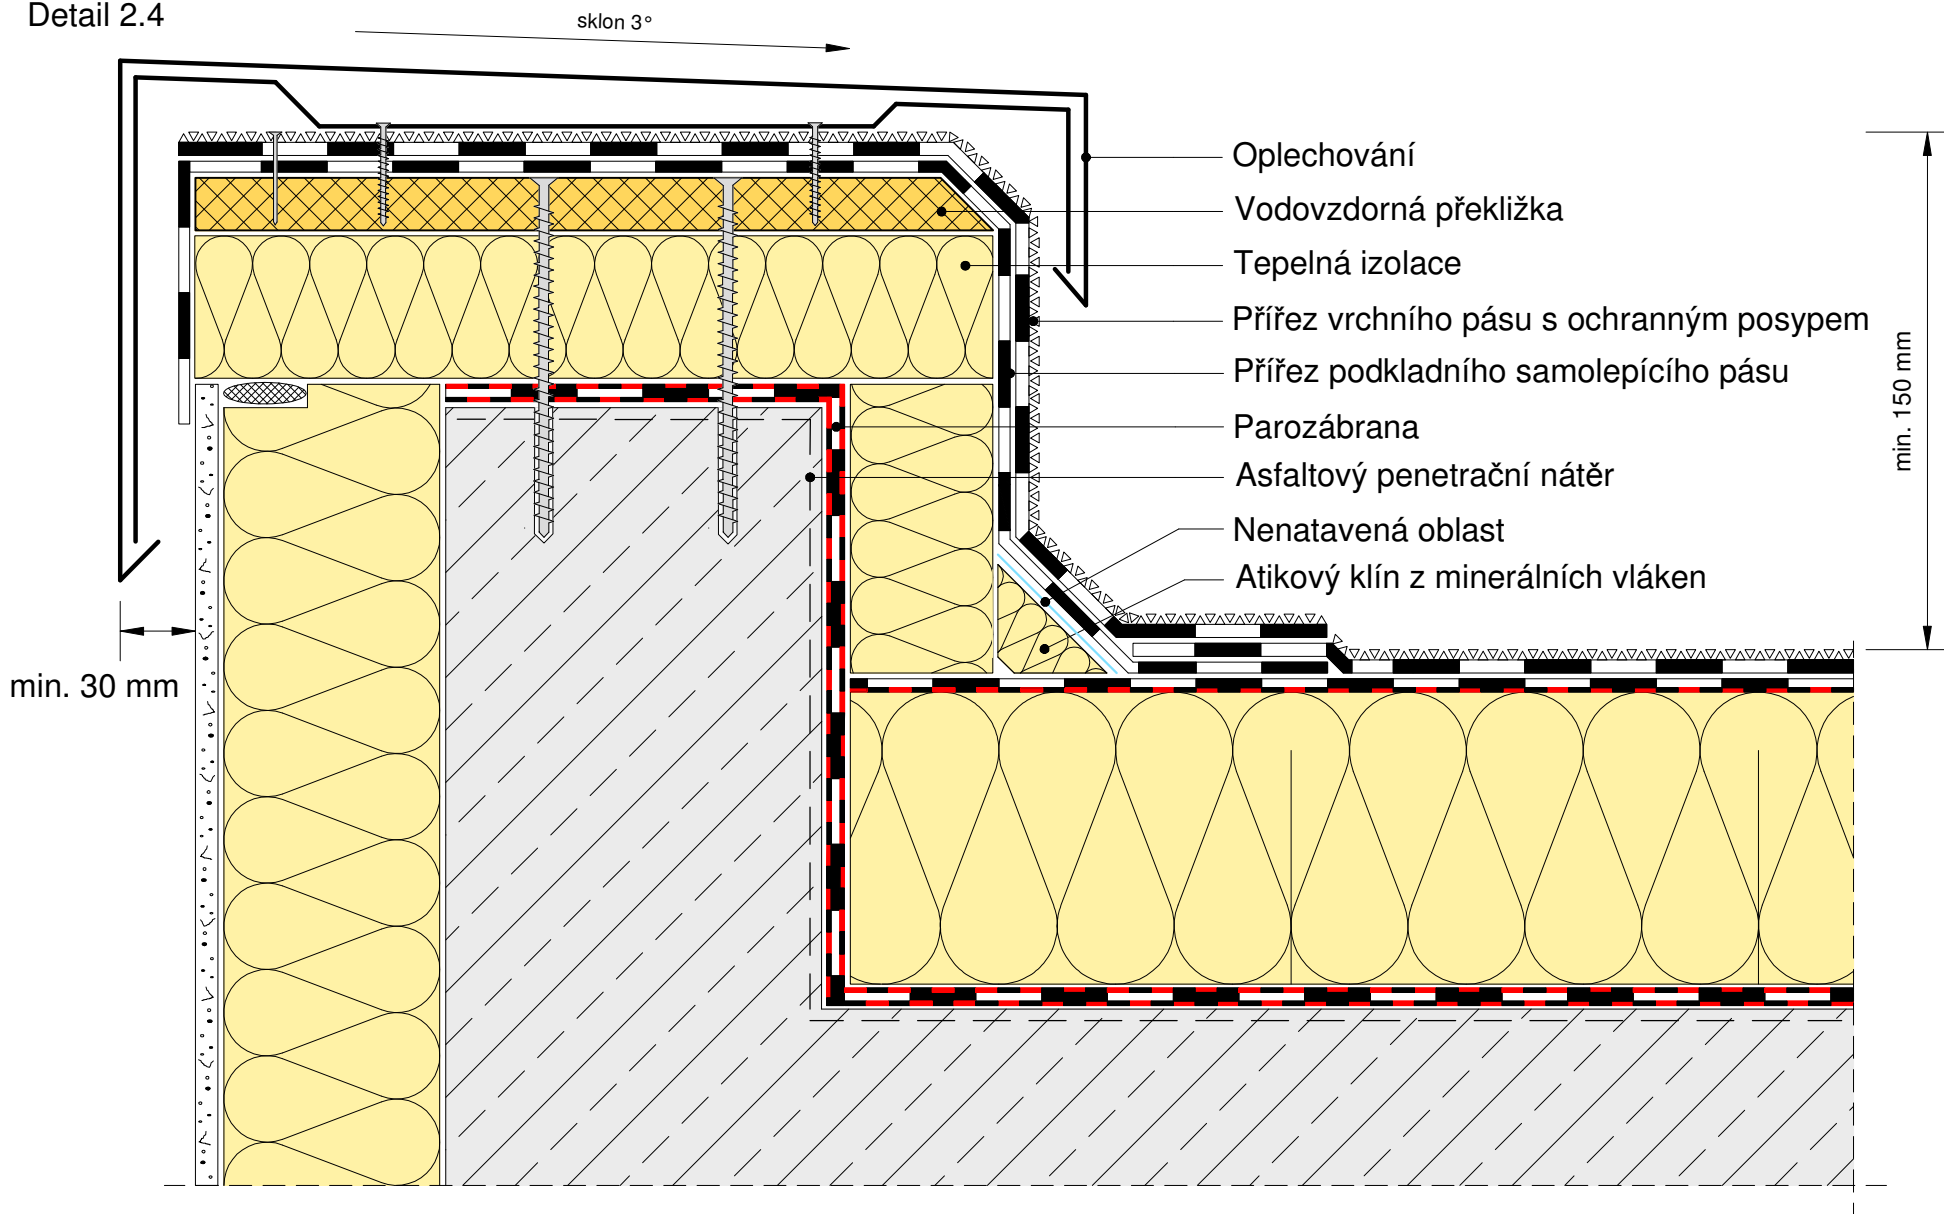 Detail 2.4
sklon 3°
Oplechování
Vodovzdorná překližka
Tepelná izolace
Přířez vrchního pásu s ochranným posypem
Přířez podkladního samolepícího pásu
Parozábrana
Asfaltový penetrační nátěr
Nenatavená oblast
Atikový klín z minerálních vláken
min. 150 mm
min. 30 mm